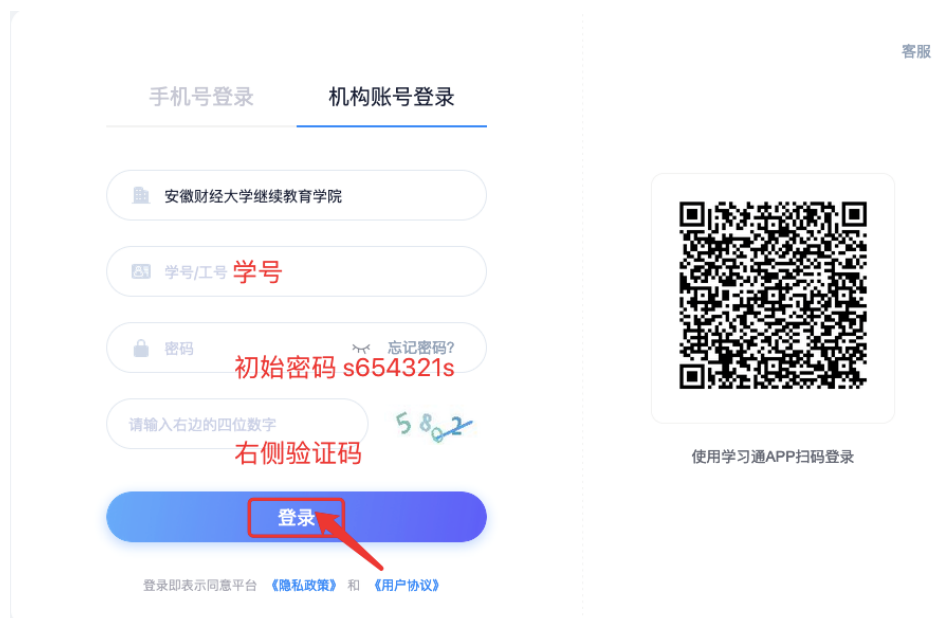 客服
手机号登录 机构账号登录
安徽财经大学继续教育学院
学号/工号 学号
密码 忘记密码?
初始密码 s654321s
请输入右边的四位数字 5802
右侧验证码
使用学习通APP扫码登录
登录
登录即表示同意平台 《隐私政策》 和 《用户协议》